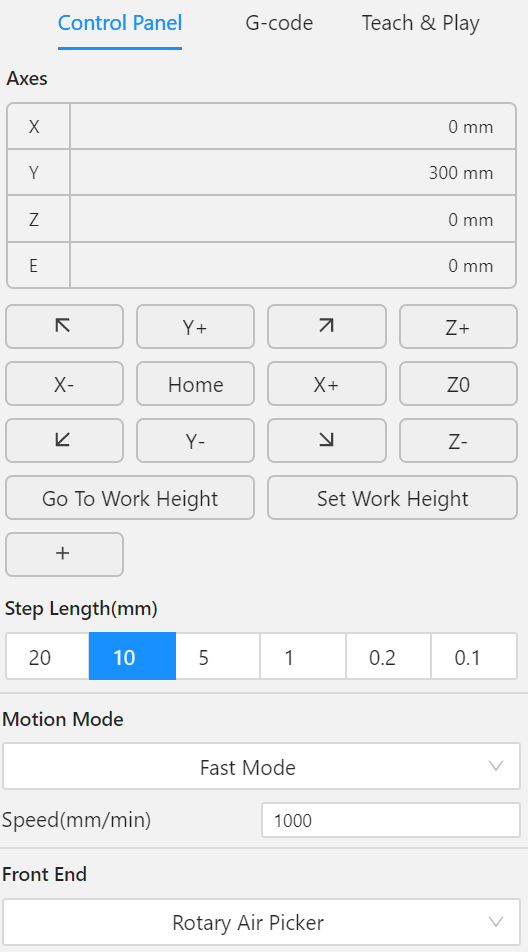 Control Panel G-code Teach & Play
Axes
X 0 mm
Y 300 mm
Z 0 mm
E 0 mm
Y+ Z+
X- Home X+ Z0
Y- Z-
Go To Work Height Set Work Height
+
Step Length(mm)
20 10 5 1 0.2 0.1
Motion Mode
Fast Mode
Speed(mm/min) 1000
Front End
Rotary Air Picker